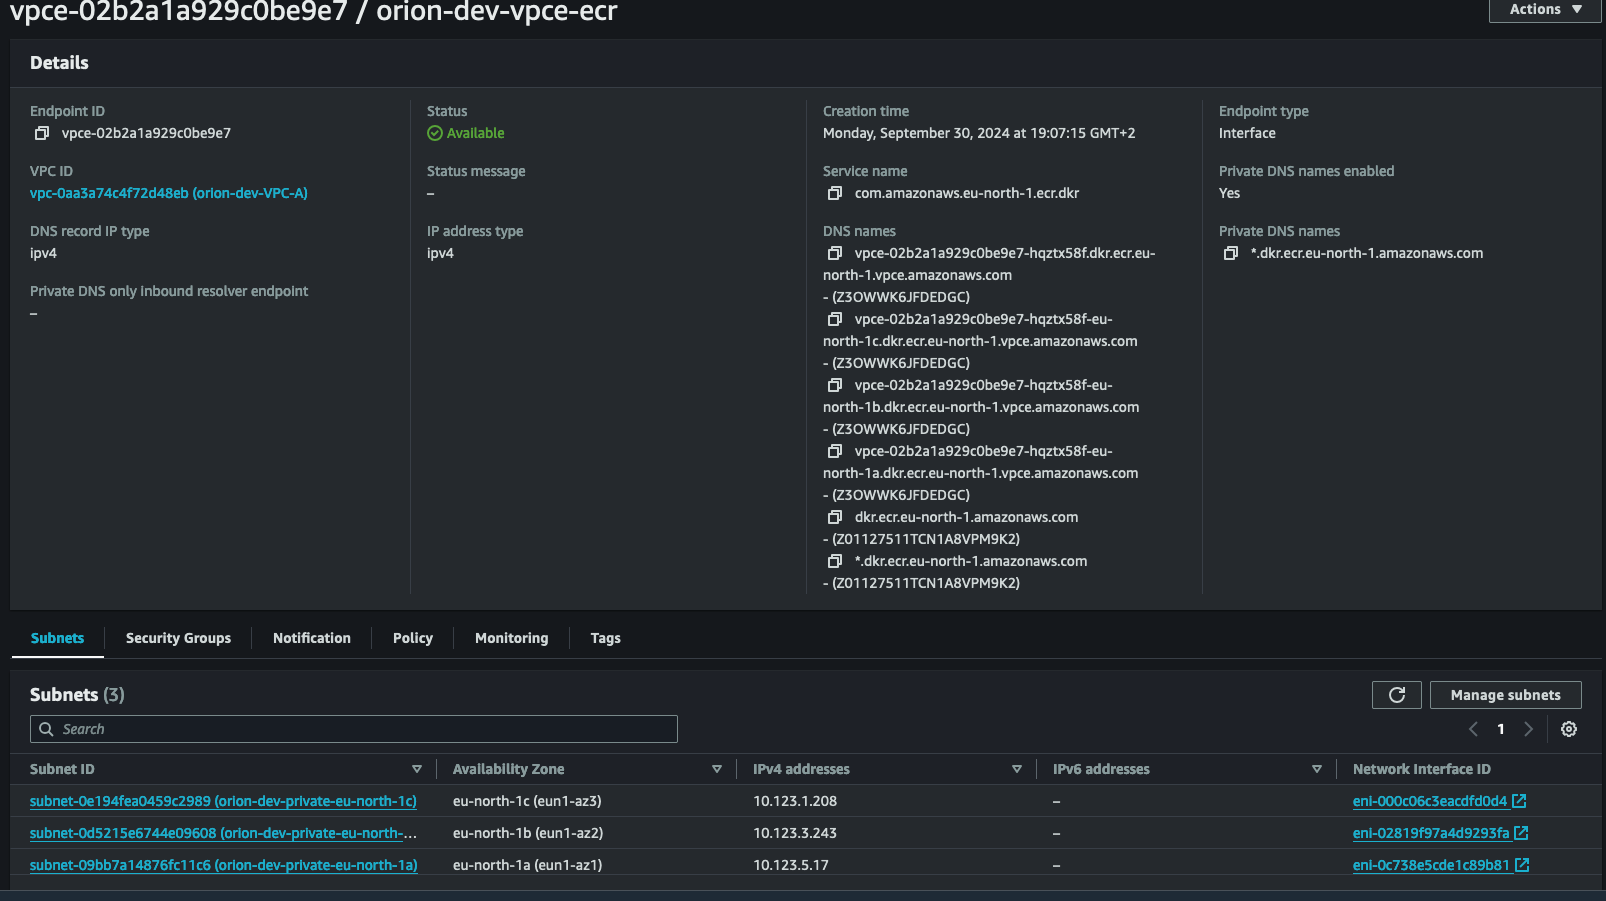 vpce-02b2a1a929c0be9e7 / orion-dev-vpce-ecr
Actions
Details
Endpoint ID
vpce-02b2a1a929c0be9e7
VPC ID
vpc-0aa3a74c4f72d48eb (orion-dev-VPC-A)
DNS record IP type
ipv4
Private DNS only inbound resolver endpoint
–
Status
Available
Status message
–
IP address type
ipv4
Creation time
Monday, September 30, 2024 at 19:07:15 GMT+2
Service name
com.amazonaws.eu-north-1.ecr.dkr
DNS names
vpce-02b2a1a929c0be9e7-hqztx58f.dkr.ecr.eu-
north-1.vpce.amazonaws.com
- (Z3OWWK6JFDEDGC)
vpce-02b2a1a929c0be9e7-hqztx58f-eu-
north-1c.dkr.ecr.eu-north-1.vpce.amazonaws.com
- (Z3OWWK6JFDEDGC)
vpce-02b2a1a929c0be9e7-hqztx58f-eu-
north-1b.dkr.ecr.eu-north-1.vpce.amazonaws.com
- (Z3OWWK6JFDEDGC)
vpce-02b2a1a929c0be9e7-hqztx58f-eu-
north-1a.dkr.ecr.eu-north-1.vpce.amazonaws.com
- (Z3OWWK6JFDEDGC)
dkr.ecr.eu-north-1.amazonaws.com
- (Z01127511TCN1A8VPM9K2)
*.dkr.ecr.eu-north-1.amazonaws.com
- (Z01127511TCN1A8VPM9K2)
Endpoint type
Interface
Private DNS names enabled
Yes
Private DNS names
*.dkr.ecr.eu-north-1.amazonaws.com
Subnets Security Groups Notification Policy Monitoring Tags
Subnets (3)
Manage subnets
Search
1
Subnet ID Availability Zone IPv4 addresses IPv6 addresses Network Interface ID
subnet-0e194fea0459c2989 (orion-dev-private-eu-north-1c) eu-north-1c (eun1-az3) 10.123.1.208 – eni-000c06c3eacdfd0d4
subnet-0d5215e6744e09608 (orion-dev-private-eu-north-... eu-north-1b (eun1-az2) 10.123.3.243 – eni-02819f97a4d9293fa
subnet-09bb7a14876fc11c6 (orion-dev-private-eu-north-1a) eu-north-1a (eun1-az1) 10.123.5.17 – eni-0c738e5cde1c89b81